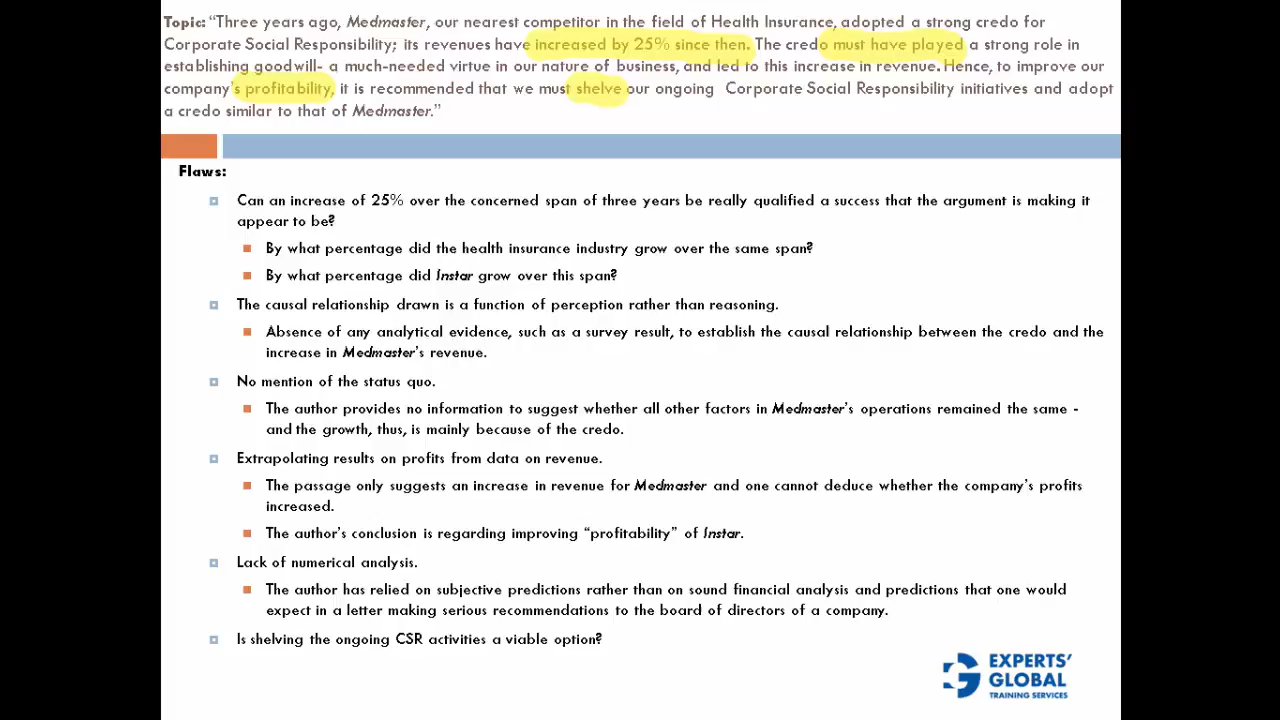 Topic: “Three years ago, Medmaster, our nearest competitor in the field of Health Insurance, adopted a strong credo for
Corporate Social Responsibility; its revenues have increased by 25% since then. The credo must have played a strong role in
establishing goodwill- a much-needed virtue in our nature of business, and led to this increase in revenue. Hence, to improve our
company’s profitability, it is recommended that we must shelve our ongoing Corporate Social Responsibility initiatives and adopt
a credo similar to that of Medmaster.”
Flaws:
Can an increase of 25% over the concerned span of three years be really qualified a success that the argument is making it
appear to be?
By what percentage did the health insurance industry grow over the same span?
By what percentage did Instar grow over this span?
The causal relationship drawn is a function of perception rather than reasoning.
Absence of any analytical evidence, such as a survey result, to establish the causal relationship between the credo and the
increase in Medmaster’s revenue.
No mention of the status quo.
The author provides no information to suggest whether all other factors in Medmaster’s operations remained the same -
and the growth, thus, is mainly because of the credo.
Extrapolating results on profits from data on revenue.
The passage only suggests an increase in revenue for Medmaster and one cannot deduce whether the company’s profits
increased.
The author’s conclusion is regarding improving “profitability” of Instar.
Lack of numerical analysis.
The author has relied on subjective predictions rather than on sound financial analysis and predictions that one would
expect in a letter making serious recommendations to the board of directors of a company.
Is shelving the ongoing CSR activities a viable option?
EXPERTS’
GLOBAL
TRAINING SERVICES